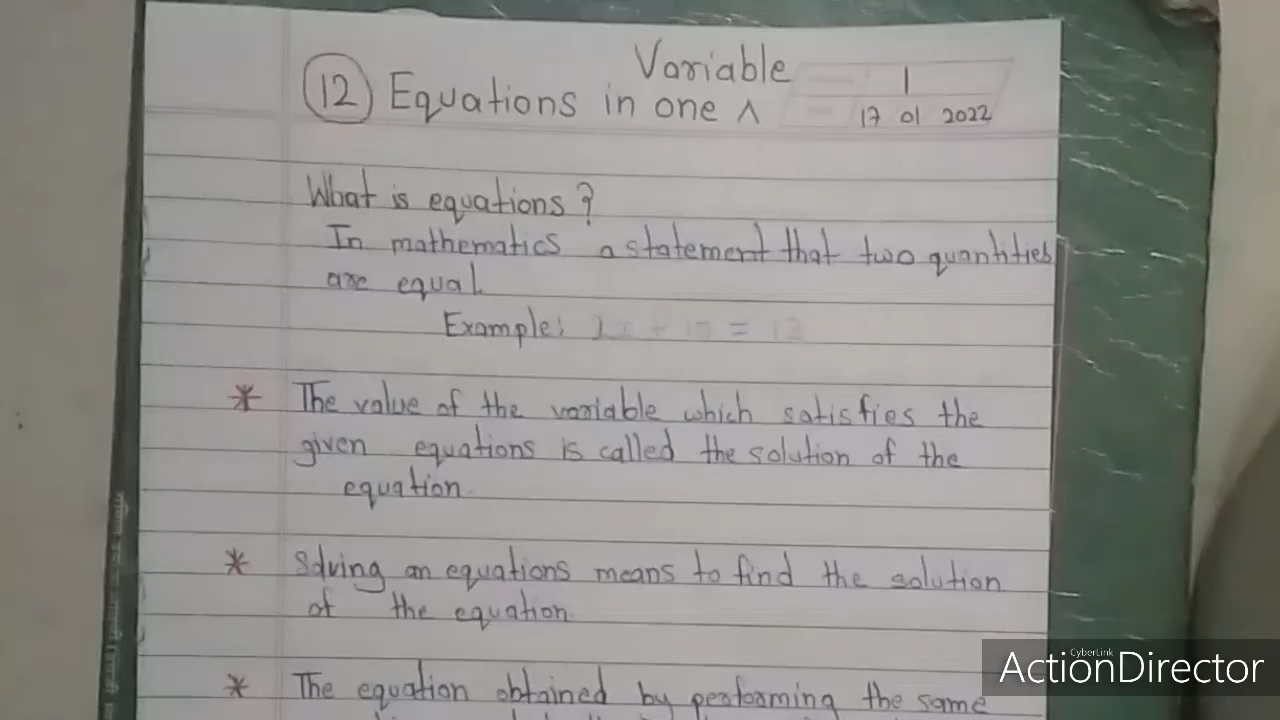 Variable
12 Equations in one ^
1
17 01 2022
What is equations?
In mathematics a statement that two quantities
are equal.
Example: = 
* The value of the variable which satisfies the
given equations is called the solution of the
equation.
* Solving an equations means to find the solution
of the equation
* The equation obtained by performing the same
CyberLink
ActionDirector